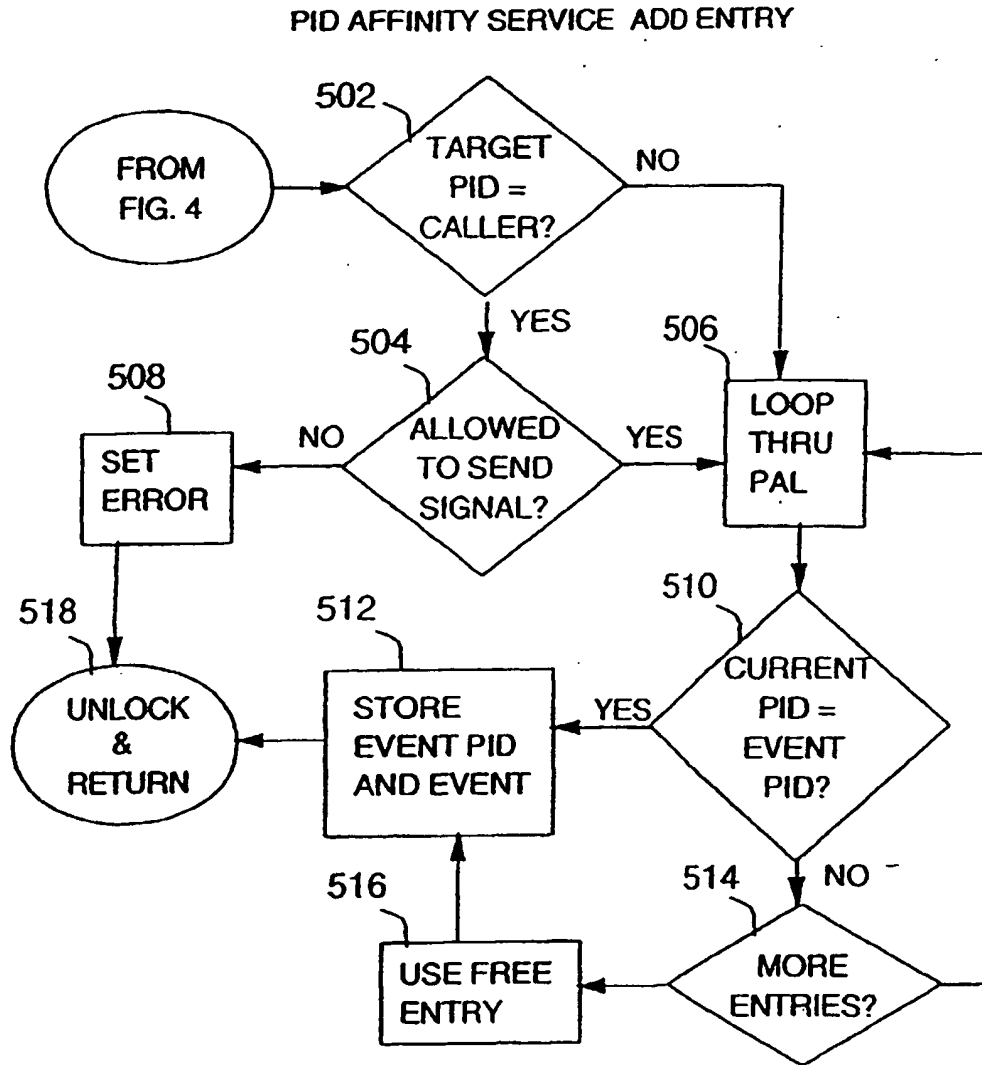 PID AFFINITY SERVICE ADD ENTRY
502
FROM
FIG. 4
TARGET
PID =
CALLER?
NO
YES
504
506
508
ALLOWED
TO SEND
SIGNAL?
NO
YES
LOOP
THRU
PAL
SET
ERROR
510
512
518
CURRENT
PID =
EVENT
PID?
YES
STORE
EVENT PID
AND EVENT
UNLOCK
&
RETURN
NO
514
516
MORE
ENTRIES?
USE FREE
ENTRY